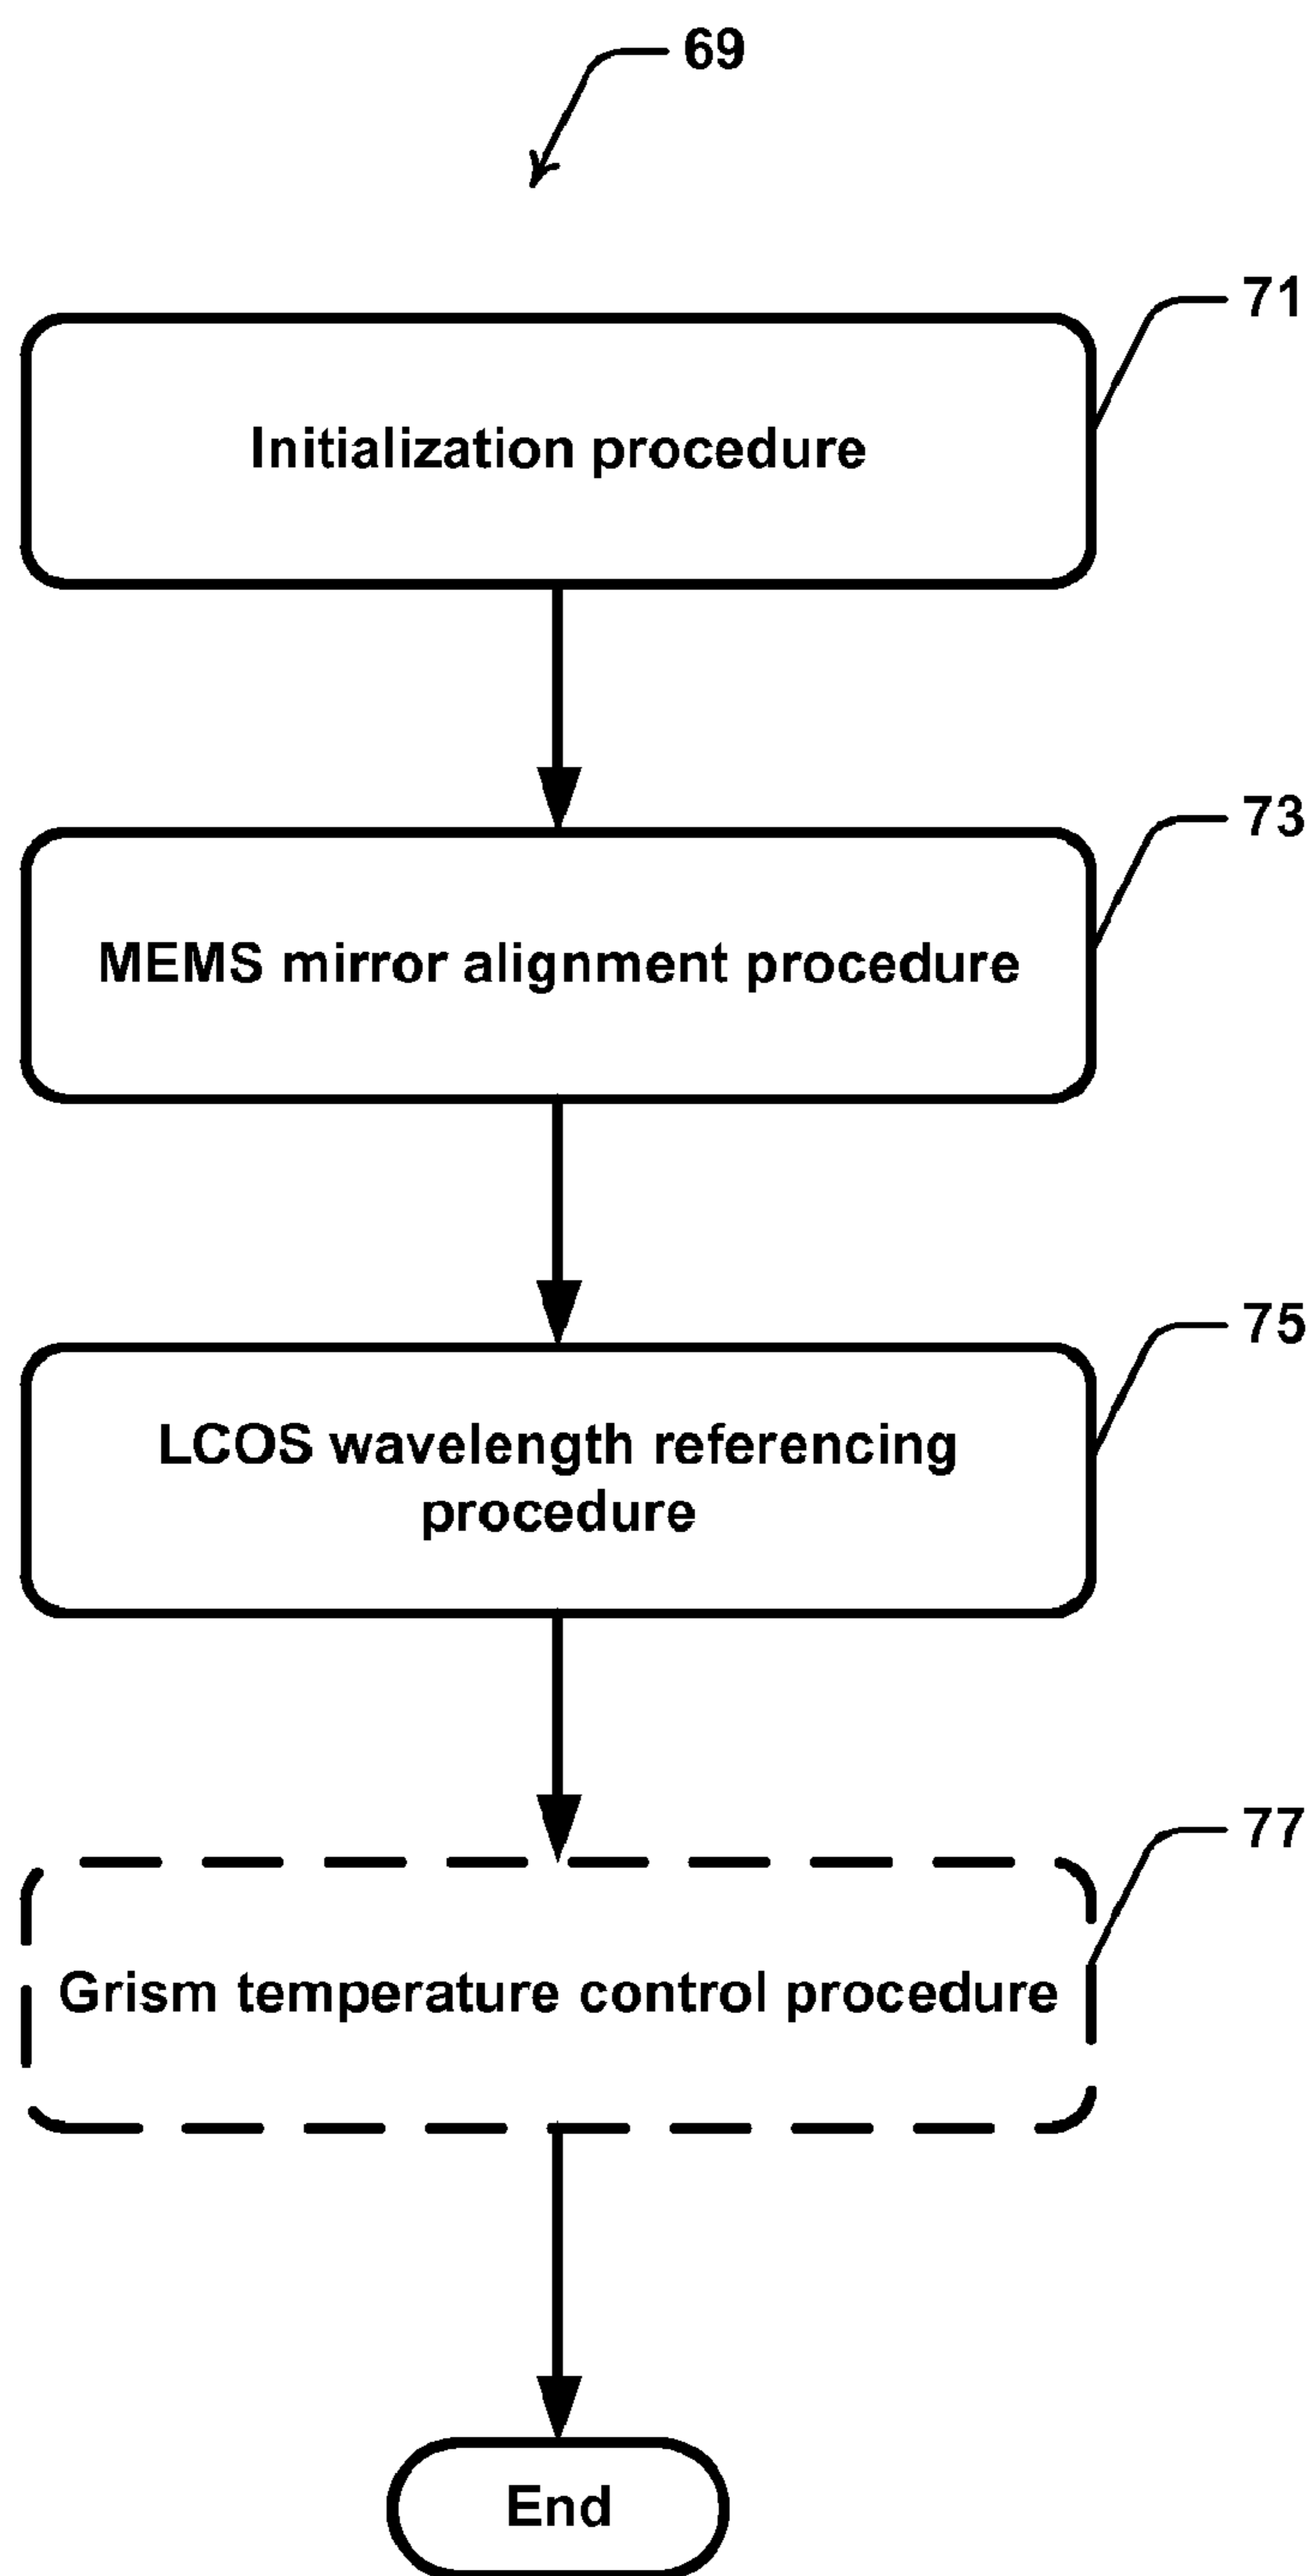 69
71
Initialization procedure
73
MEMS mirror alignment procedure
75
LCOS wavelength referencing
procedure
77
Grism temperature control procedure
End